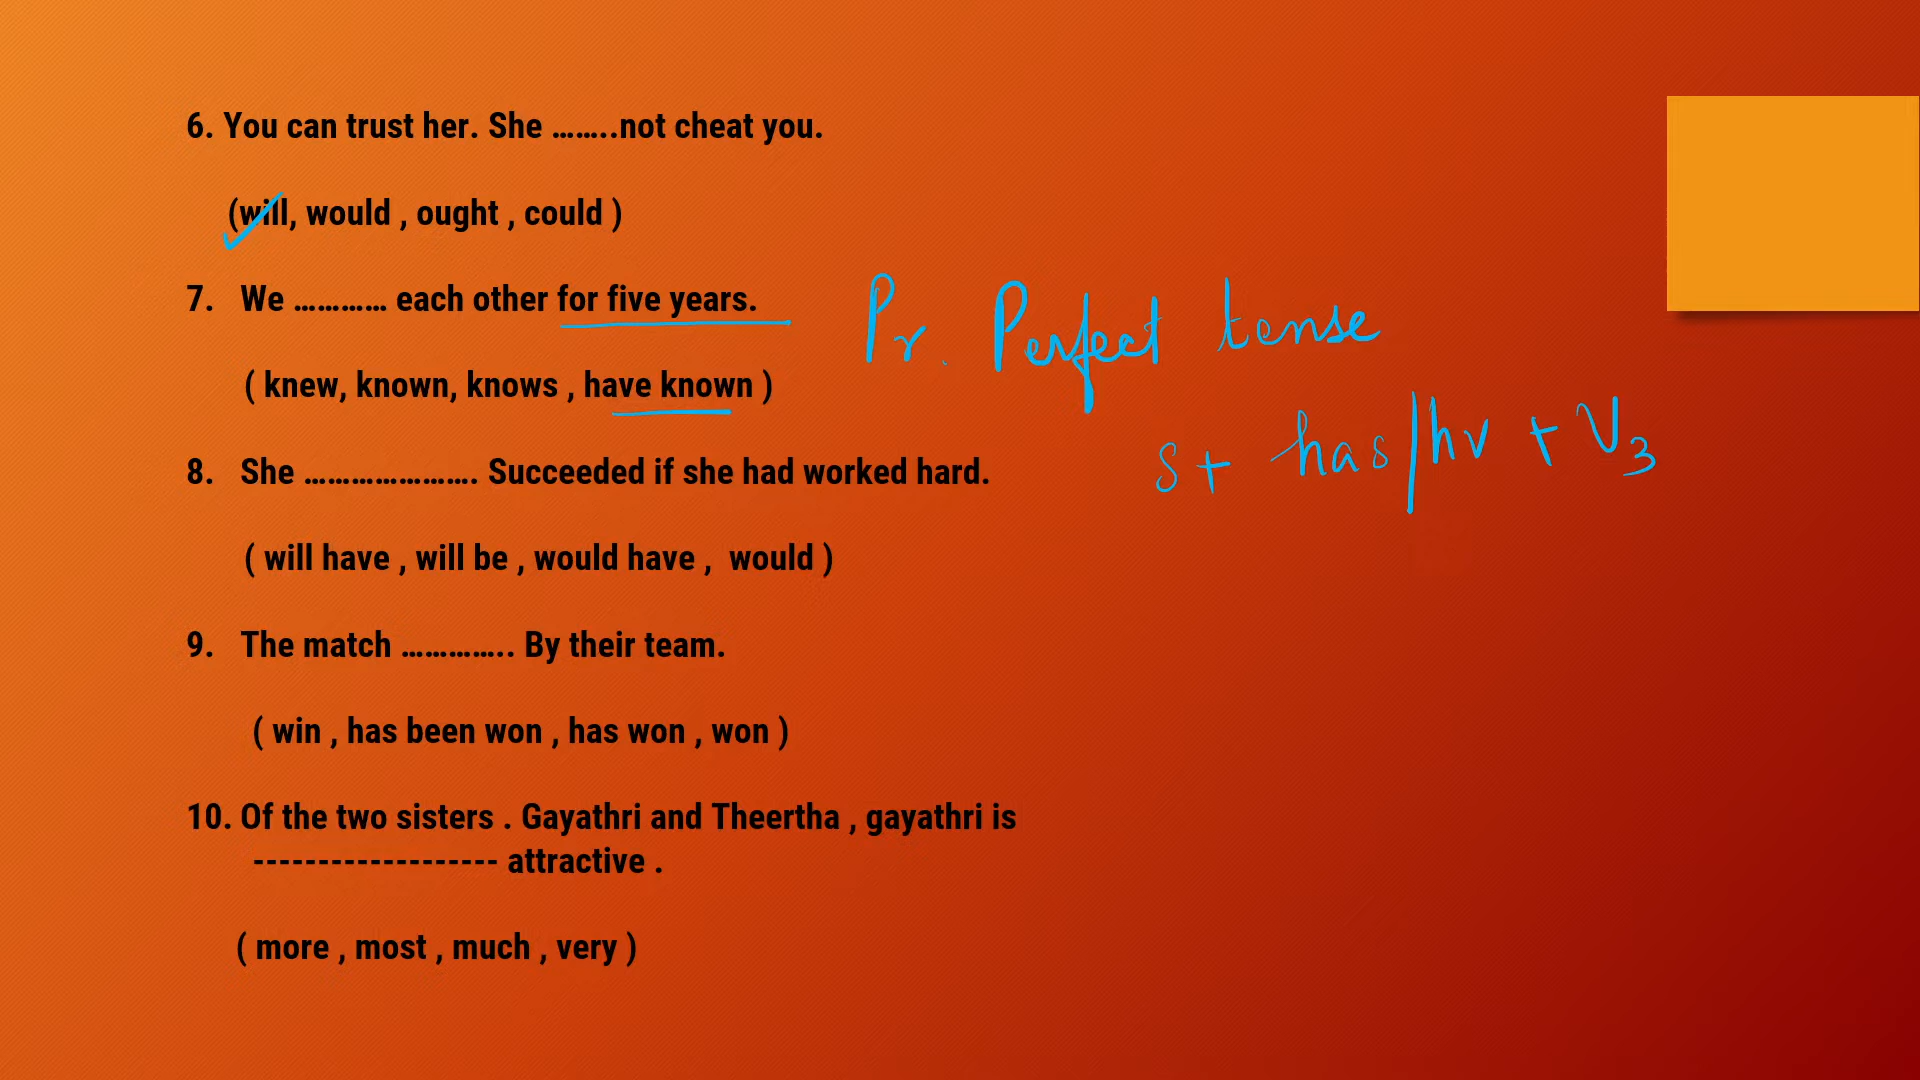 6. You can trust her. She ……..not cheat you.
(will, would , ought , could )
7. We ………… each other for five years.
Pr. Perfect tense
( knew, known, knows , have known )
S + has/hv + V3
8. She …………………. Succeeded if she had worked hard.
( will have , will be , would have , would )
9. The match ………….. By their team.
( win , has been won , has won , won )
10. Of the two sisters . Gayathri and Theertha , gayathri is
------------------- attractive .
( more , most , much , very )